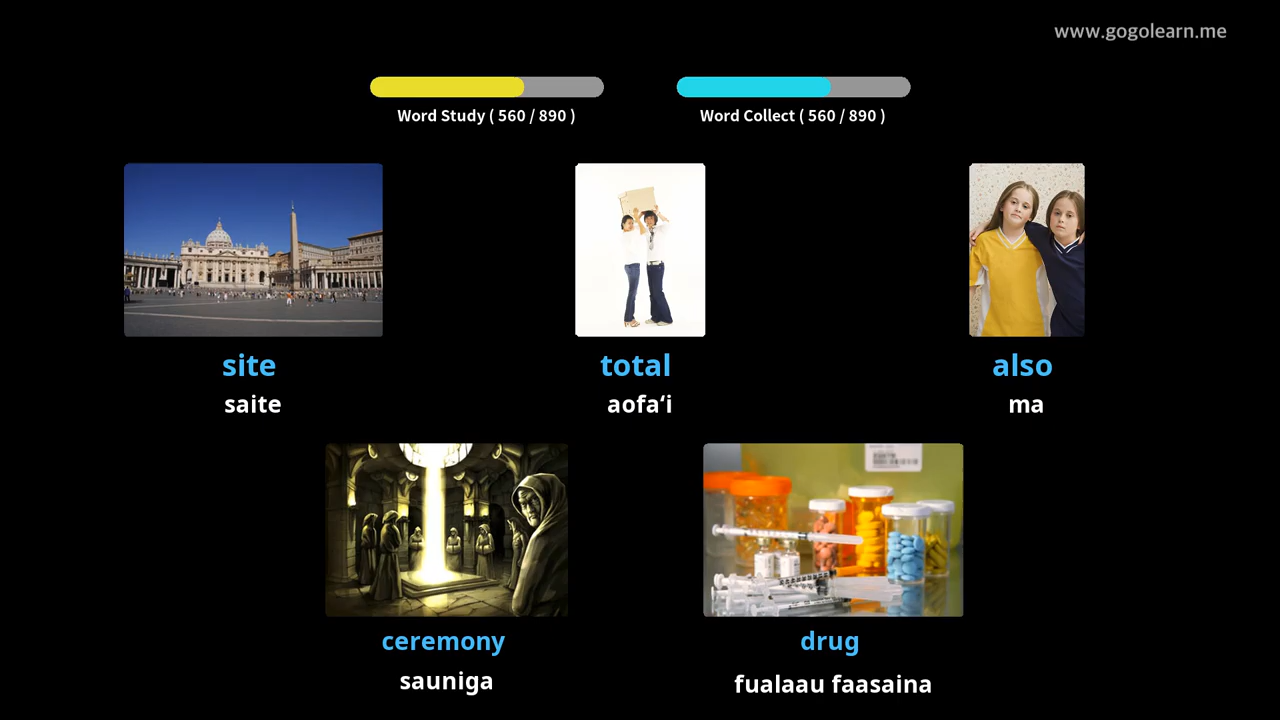 www.gogolearn.me
Word Study ( 560 / 890 )
Word Collect ( 560 / 890 )
site
total
also
saite
aofaʻi
ma
ceremony
drug
sauniga
fualaau faasaina